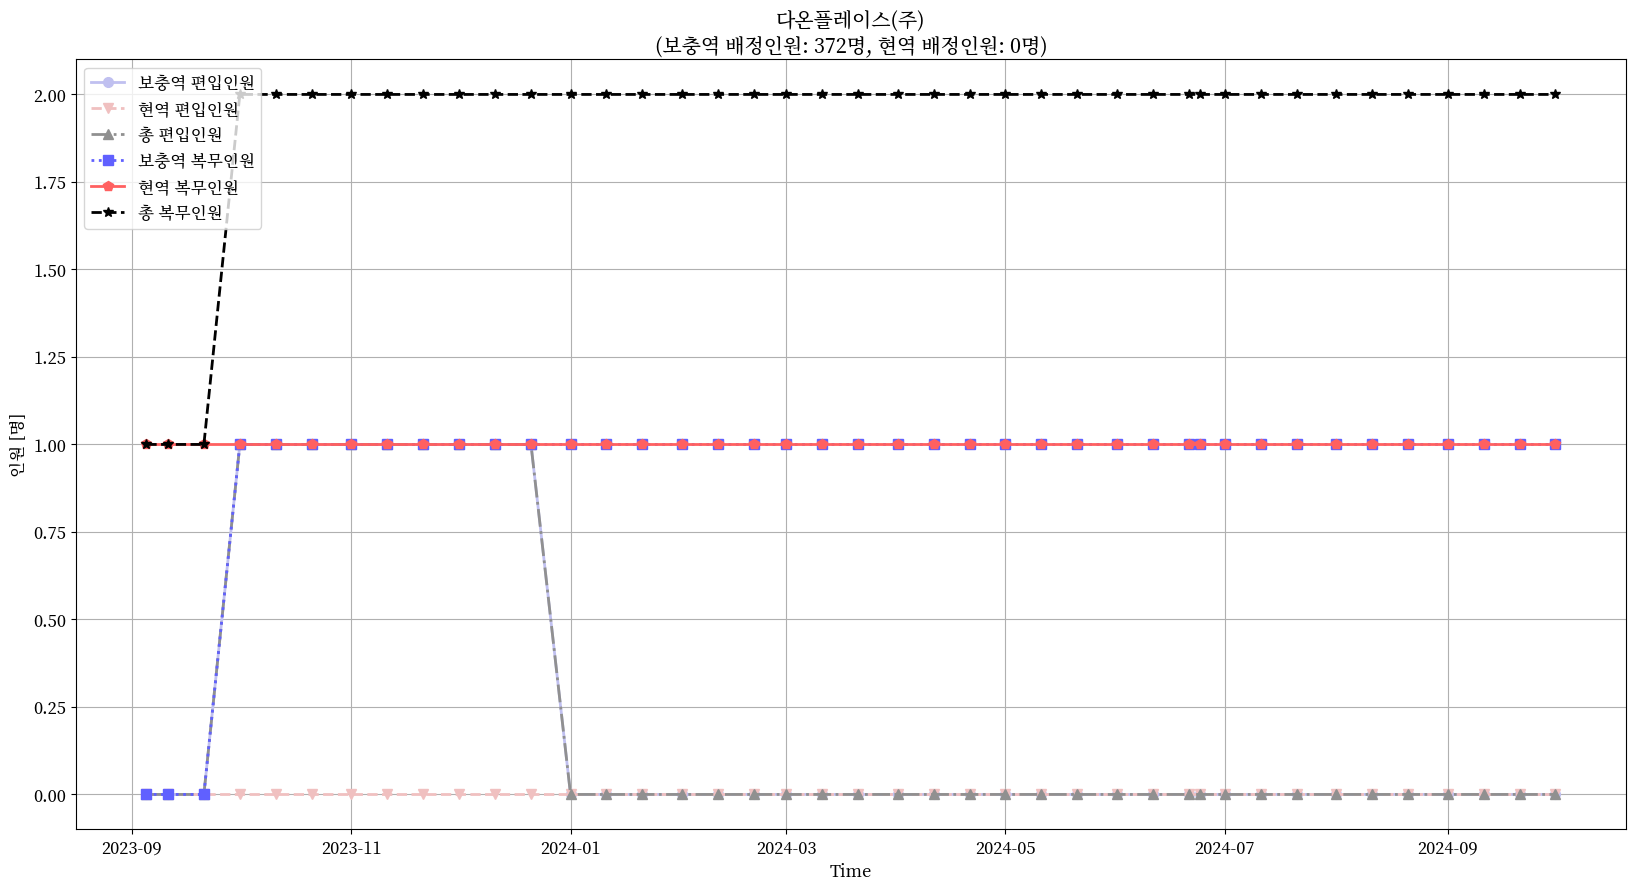 다온플레이스(주)
(보충역 배정인원: 372명, 현역 배정인원: 0명)
보충역 편입인원
현역 편입인원
총 편입인원
보충역 복무인원
현역 복무인원
총 복무인원
2.00
1.75
1.50
1.25
1.00
0.75
0.50
0.25
0.00
인원 [명]
2023-09 2023-11 2024-01 2024-03 2024-05 2024-07 2024-09
Time